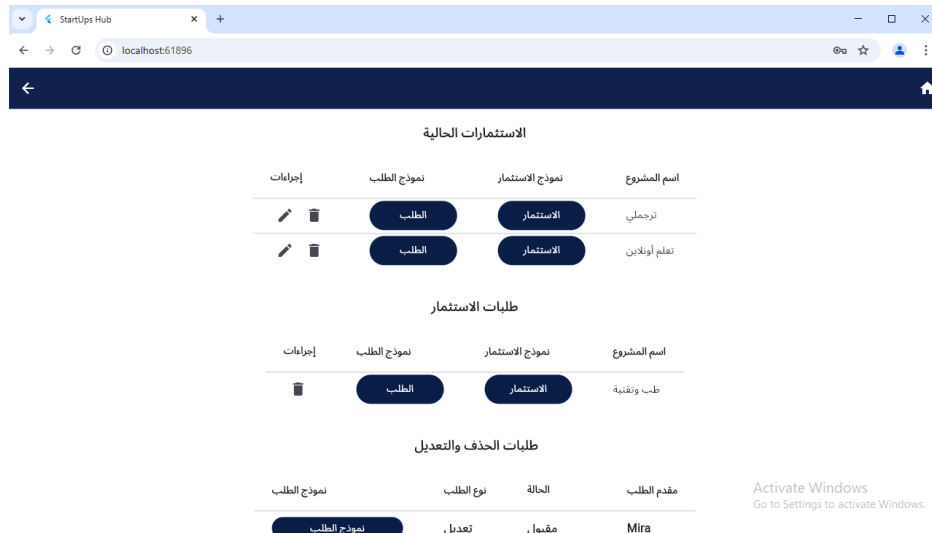 StartUps Hub
localhost:61896
الاستثمارات الحالية
اسم المشروع نموذج الاستثمار نموذج الطلب إجراءات
ترجملي الاستثمار الطلب
تعلم أونلاين الاستثمار الطلب
طلبات الاستثمار
اسم المشروع نموذج الاستثمار نموذج الطلب إجراءات
طب وتقنية الاستثمار الطلب
طلبات الحذف والتعديل
مقدم الطلب الحالة نوع الطلب نموذج الطلب
Mira مقبول تعديل نموذج الطلب
Activate Windows
Go to Settings to activate Windows.